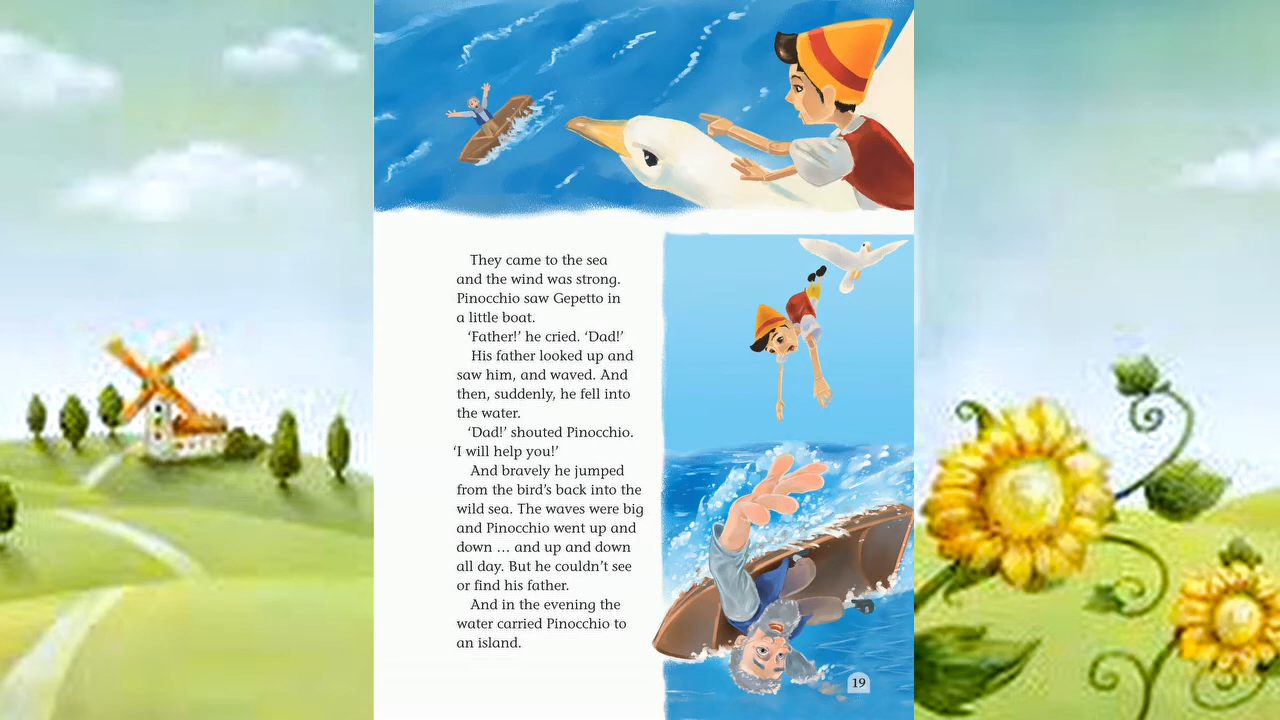 They came to the sea
and the wind was strong.
Pinocchio saw Gepetto in
a little boat.
‘Father!’ he cried. ‘Dad!’
His father looked up and
saw him, and waved. And
then, suddenly, he fell into
the water.
‘Dad!’ shouted Pinocchio.
‘I will help you!’
And bravely he jumped
from the bird’s back into the
wild sea. The waves were big
and Pinocchio went up and
down … and up and down
all day. But he couldn’t see
or find his father.
And in the evening the
water carried Pinocchio to
an island.
19